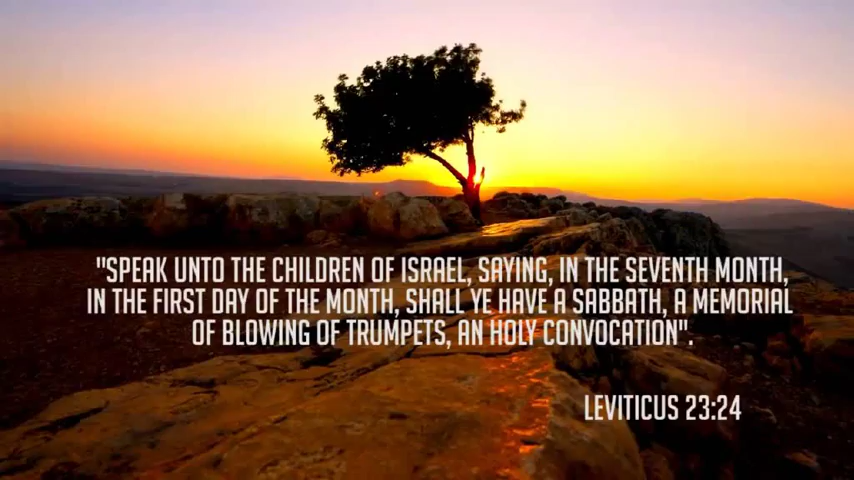 "SPEAK UNTO THE CHILDREN OF ISRAEL, SAYING, IN THE SEVENTH MONTH,
IN THE FIRST DAY OF THE MONTH, SHALL YE HAVE A SABBATH, A MEMORIAL
OF BLOWING OF TRUMPETS, AN HOLY CONVOCATION".
LEVITICUS 23:24